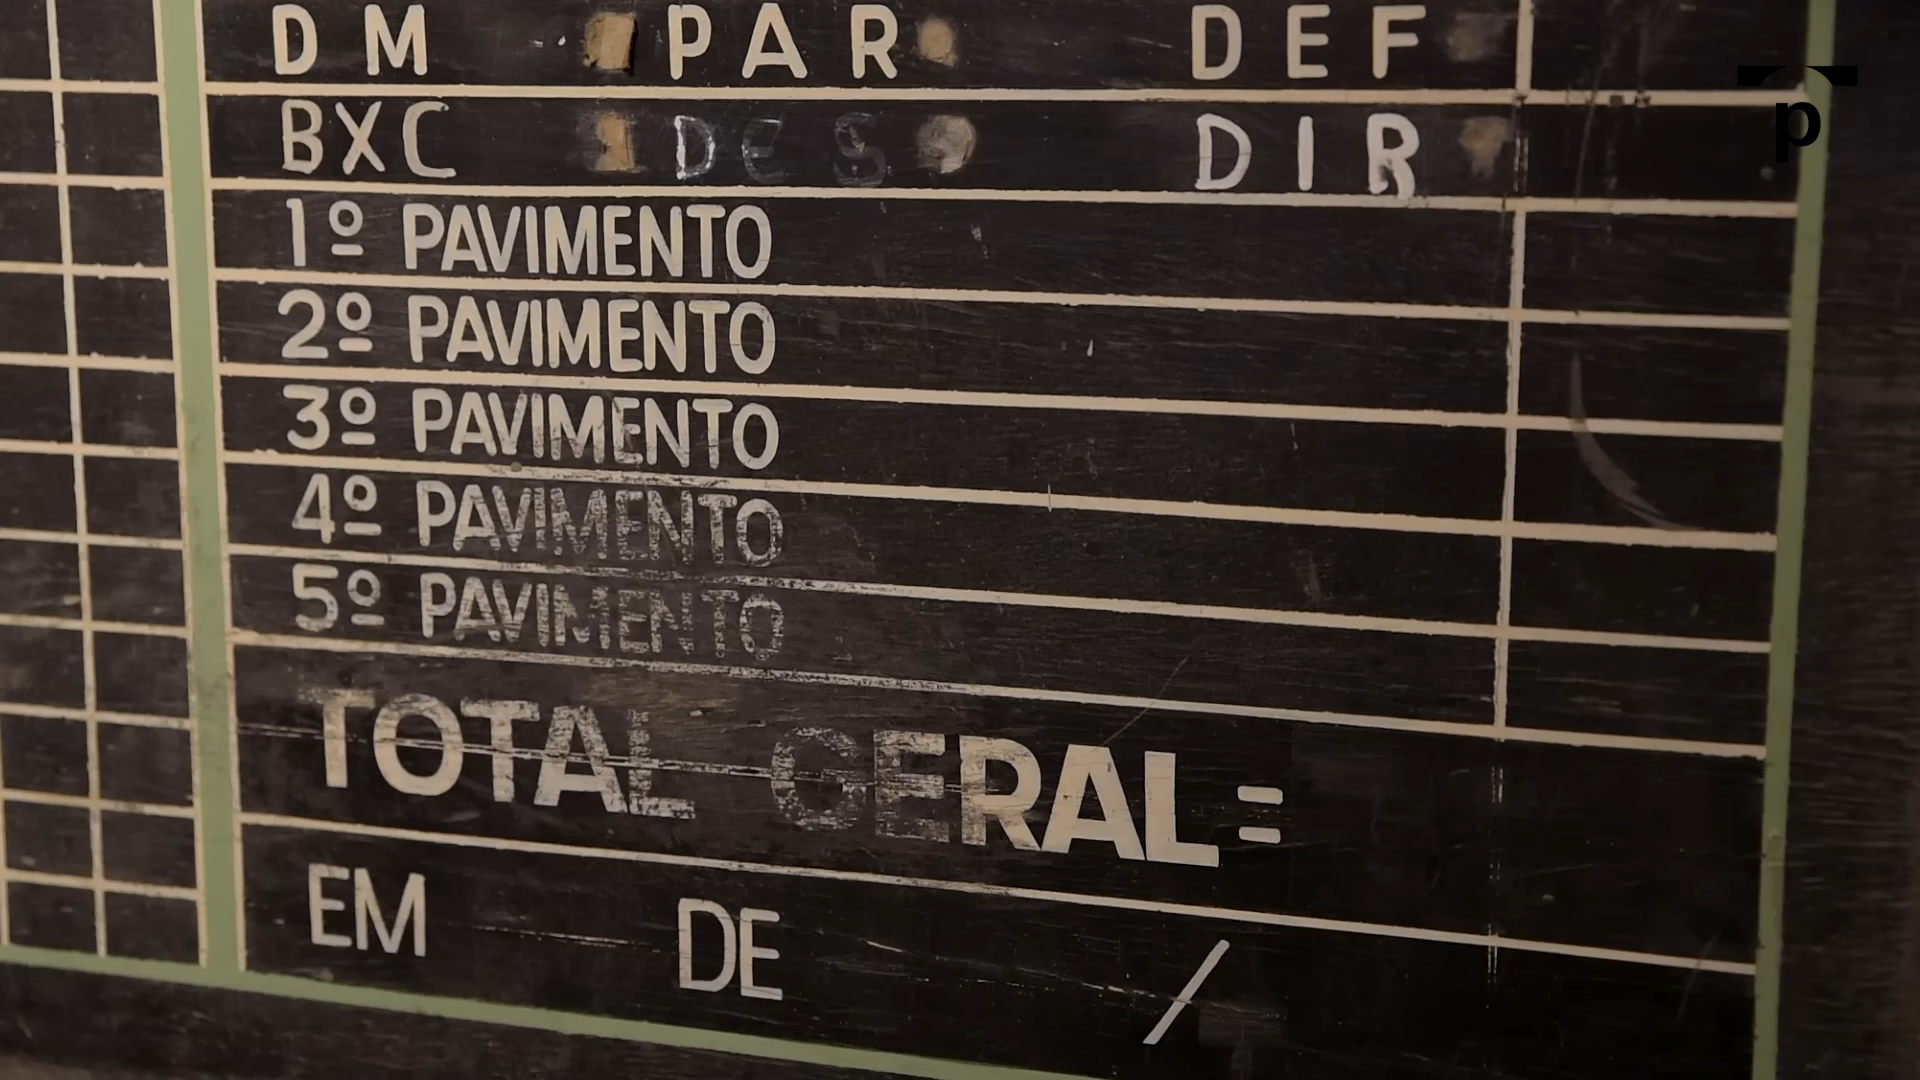 DM PAR DEF
BXC DES DIR
1º PAVIMENTO
2º PAVIMENTO
3º PAVIMENTO
4º PAVIMENTO
5º PAVIMENTO
TOTAL GERAL=
EM DE /
p